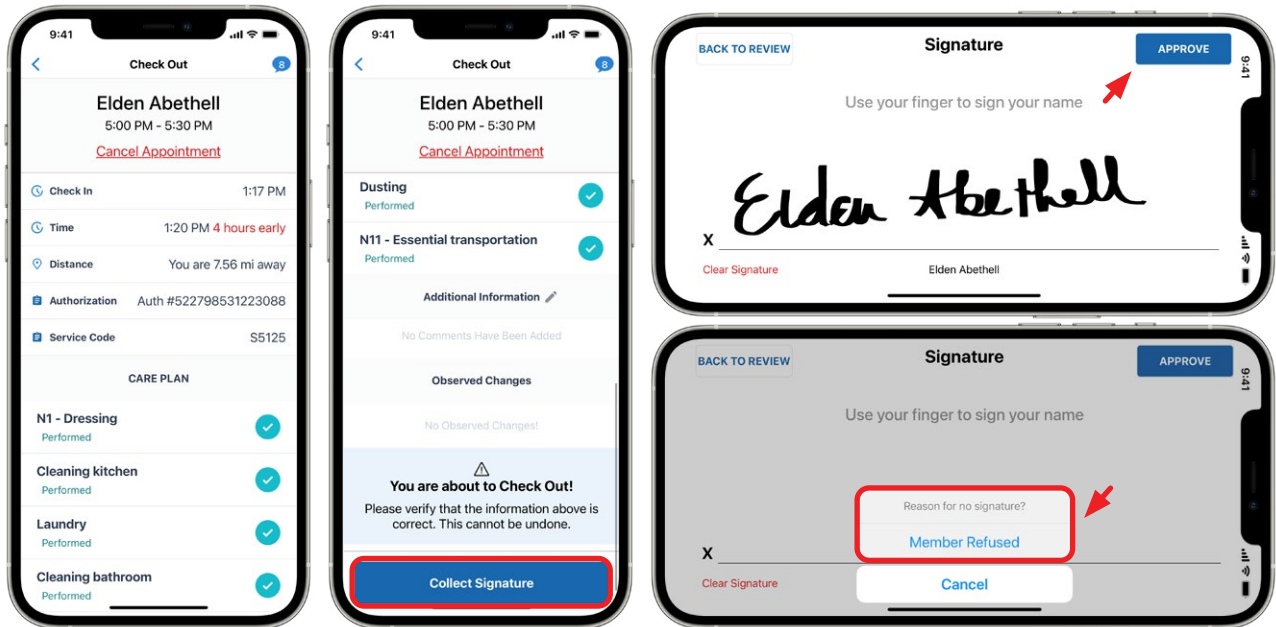 9:41
Check Out
8
Elden Abethell
5:00 PM - 5:30 PM
Cancel Appointment
Check In 1:17 PM
Time 1:20 PM 4 hours early
Distance You are 7.56 mi away
Authorization Auth #522798531223088
Service Code S5125
CARE PLAN
N1 - Dressing
Performed
Cleaning kitchen
Performed
Laundry
Performed
Cleaning bathroom
Performed
9:41
Check Out
8
Elden Abethell
5:00 PM - 5:30 PM
Cancel Appointment
Dusting
Performed
N11 - Essential transportation
Performed
Additional Information
No Comments Have Been Added
Observed Changes
No Observed Changes!
You are about to Check Out!
Please verify that the information above is
correct. This cannot be undone.
Collect Signature
BACK TO REVIEW Signature APPROVE
9:41
Use your finger to sign your name
Elden Abethell
X
Clear Signature Elden Abethell
BACK TO REVIEW Signature APPROVE
9:41
Use your finger to sign your name
Reason for no signature?
Member Refused
X
Clear Signature Cancel